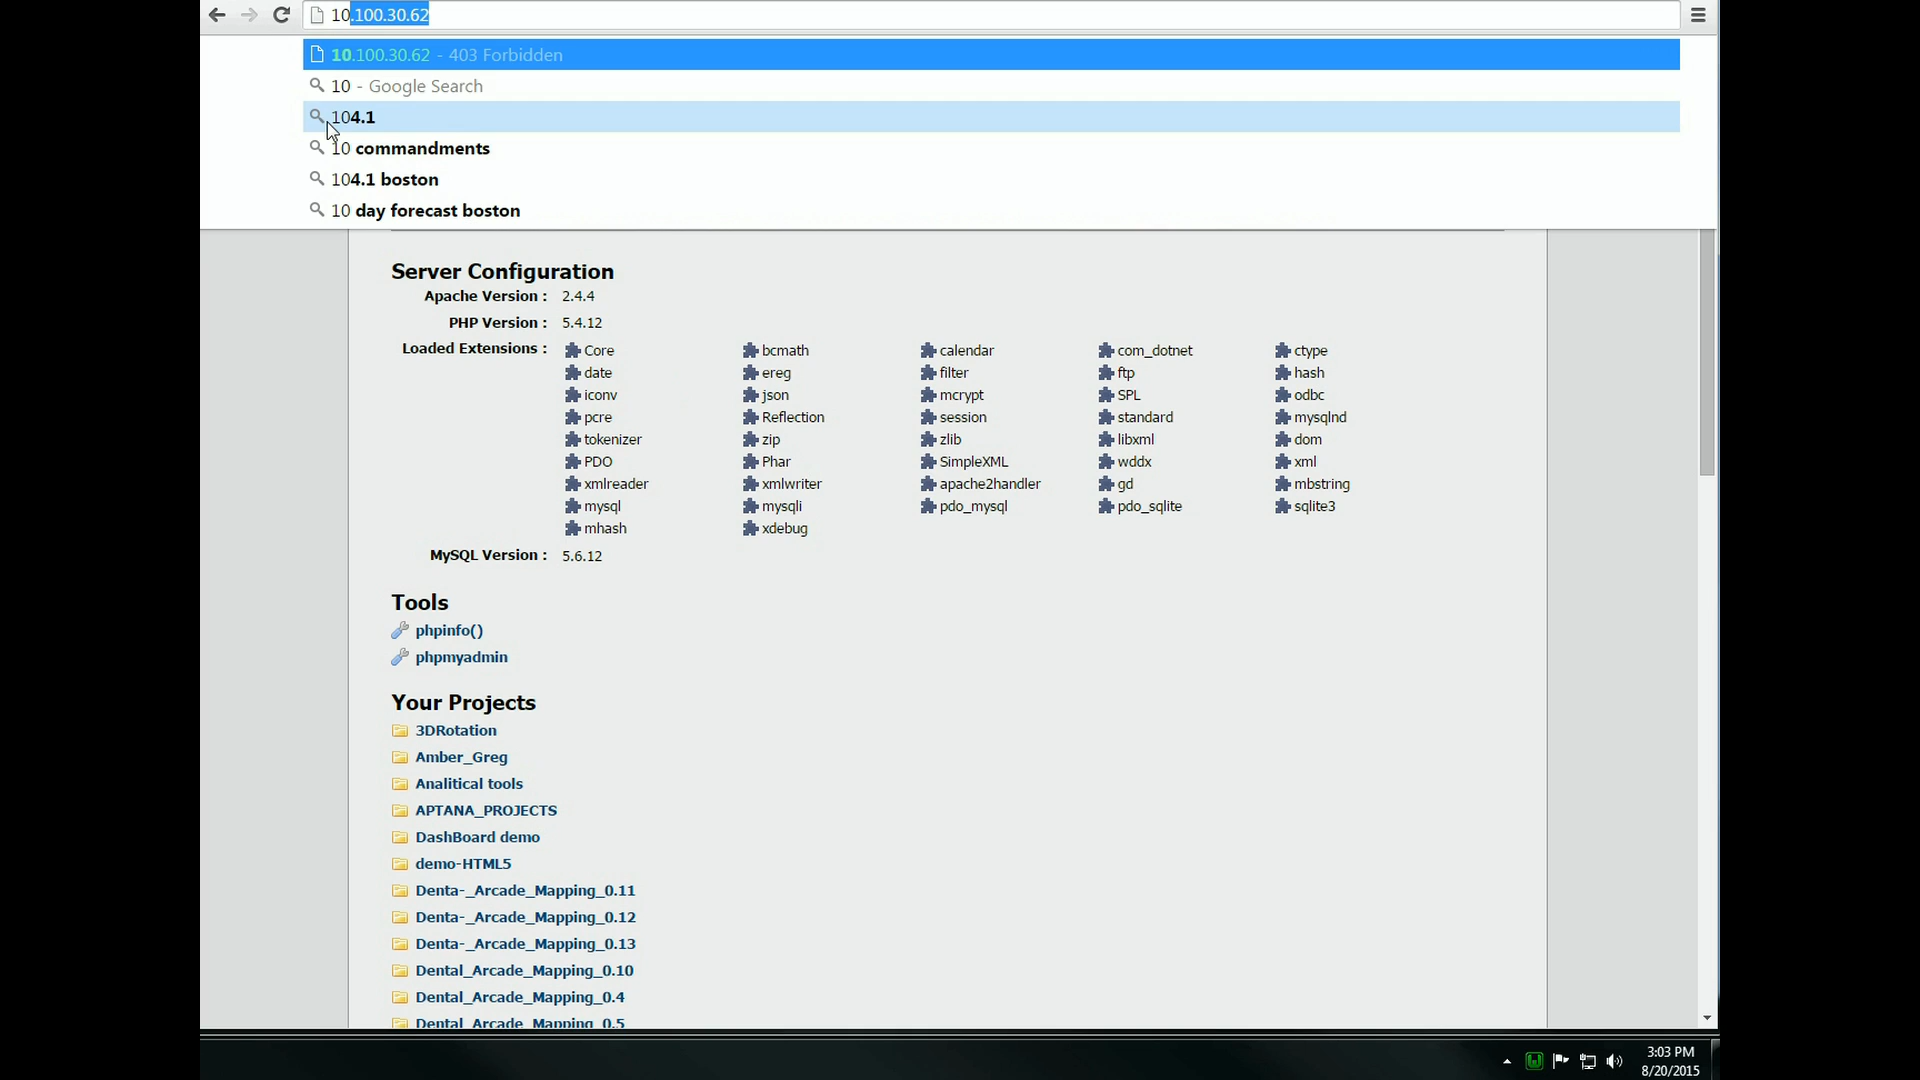 10.100.30.62
10.100.30.62 - 403 Forbidden
10 - Google Search
104.1
10 commandments
104.1 boston
10 day forecast boston
Server Configuration
Apache Version : 2.4.4
PHP Version : 5.4.12
Loaded Extensions : Core bcmath calendar com_dotnet ctype
date ereg filter ftp hash
iconv json mcrypt SPL odbc
pcre Reflection session standard mysqlnd
tokenizer zip zlib libxml dom
PDO Phar SimpleXML wddx xml
xmlreader xmlwriter apache2handler gd mbstring
mysql mysqli pdo_mysql pdo_sqlite sqlite3
mhash xdebug
MySQL Version : 5.6.12
Tools
phpinfo()
phpmyadmin
Your Projects
3DRotation
Amber_Greg
Analitical tools
APTANA_PROJECTS
DashBoard demo
demo-HTML5
Denta-_Arcade_Mapping_0.11
Denta-_Arcade_Mapping_0.12
Denta-_Arcade_Mapping_0.13
Dental_Arcade_Mapping_0.10
Dental_Arcade_Mapping_0.4
Dental_Arcade_Mapping_0.5
3:03 PM
8/20/2015